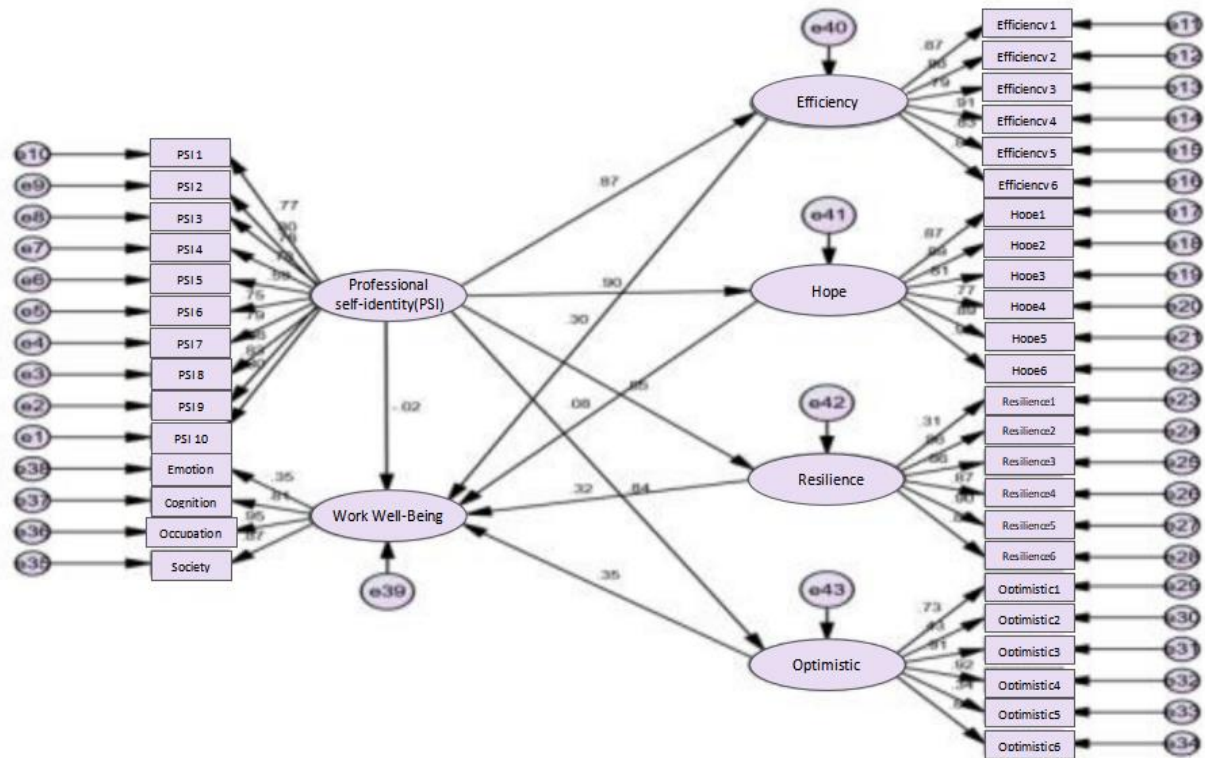 e40
e11
Efficiency 1
.87
e12
Efficiency 2
e13
Efficiency 3
.79
Efficiency
.91
e14
Efficiency 4
e15
Efficiency 5
e16
Efficiency 6
e10
PSI 1
e9
PSI 2
e8
PSI 3
e7
PSI 4
e6
PSI 5
e5
PSI 6
e4
PSI 7
e3
PSI 8
e2
PSI 9
e1
PSI 10
.77
.75
.79
Professional
self-identity(PSI)
.87
.90
.30
.08
-.02
.32
.84
.35
e41
Hope
e17
Hope1
.87
e18
Hope2
e19
Hope3
.81
e20
Hope4
.77
e21
Hope5
e22
Hope6
e42
Resilience
e23
Resilience1
.31
e24
Resilience2
e25
Resilience3
e26
Resilience4
.87
e27
Resilience5
.90
e28
Resilience6
e38
Emotion
.35
e37
Cognition
.81
e36
Occupation
.95
e35
Society
.87
Work Well-Being
e39
e43
Optimistic
e29
Optimistic1
.73
e30
Optimistic2
.43
e31
Optimistic3
.91
e32
Optimistic4
.92
e33
Optimistic5
.34
e34
Optimistic6